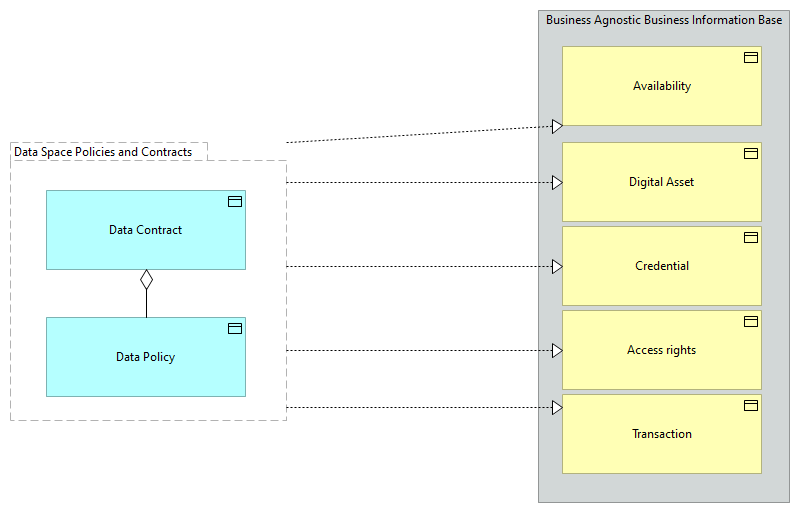 Business Agnostic Business Information Base
Availability
Data Space Policies and Contracts
Digital Asset
Data Contract
Credential
Access rights
Data Policy
Transaction